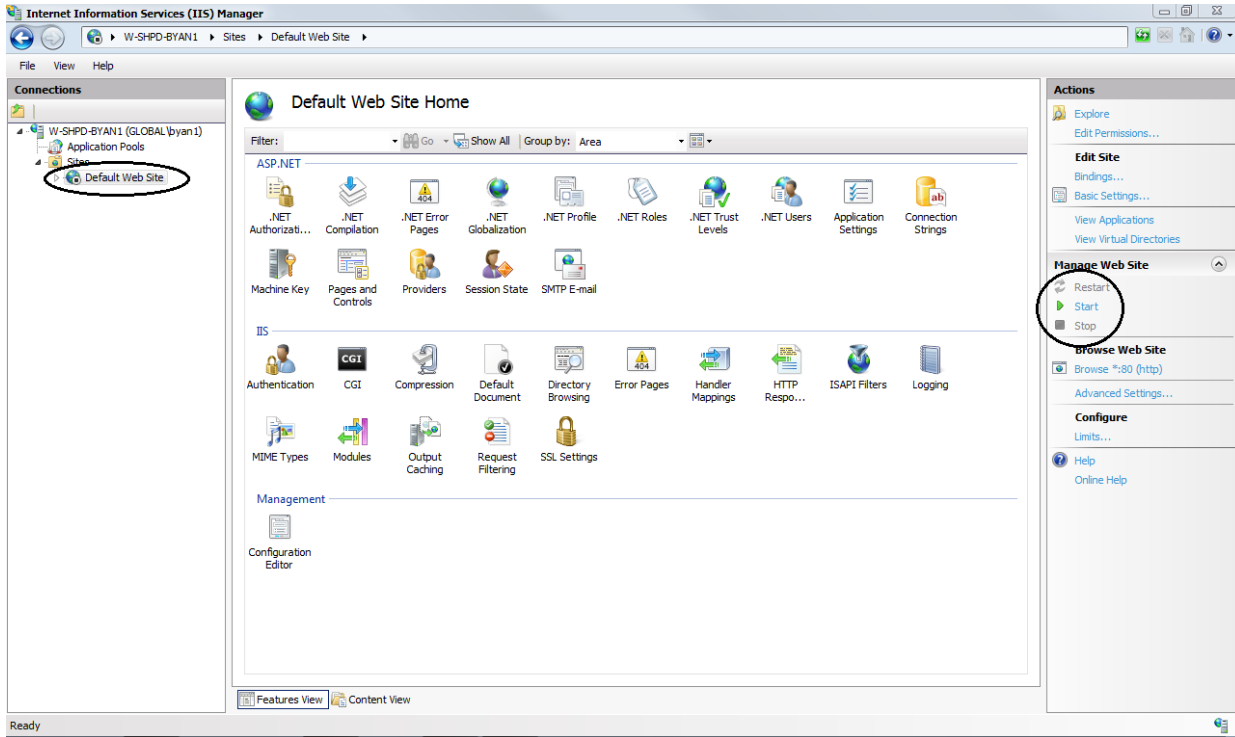 Internet Information Services (IIS) Manager
W-SHPD-BYAN1 Sites Default Web Site
File View Help
Connections
W-SHPD-BYAN1 (GLOBAL\byan1)
Application Pools
Sites
Default Web Site
Default Web Site Home
Filter: Go Show All Group by: Area
ASP.NET
.NET Authorizati...
.NET Compilation
404
.NET Error Pages
.NET Globalization
.NET Profile
.NET Roles
.NET Trust Levels
.NET Users
Application Settings
ab
Connection Strings
Machine Key
Pages and Controls
Providers
Session State
SMTP E-mail
IIS
Authentication
CGI
CGI
Compression
Default Document
Directory Browsing
404
Error Pages
Handler Mappings
HTTP Respo...
ISAPI Filters
Logging
MIME Types
Modules
Output Caching
Request Filtering
SSL Settings
Management
Configuration Editor
Features View Content View
Actions
Explore
Edit Permissions...
Edit Site
Bindings...
Basic Settings...
View Applications
View Virtual Directories
Manage Web Site
Restart
Start
Stop
Browse Web Site
Browse *:80 (http)
Advanced Settings...
Configure
Limits...
Help
Online Help
Ready